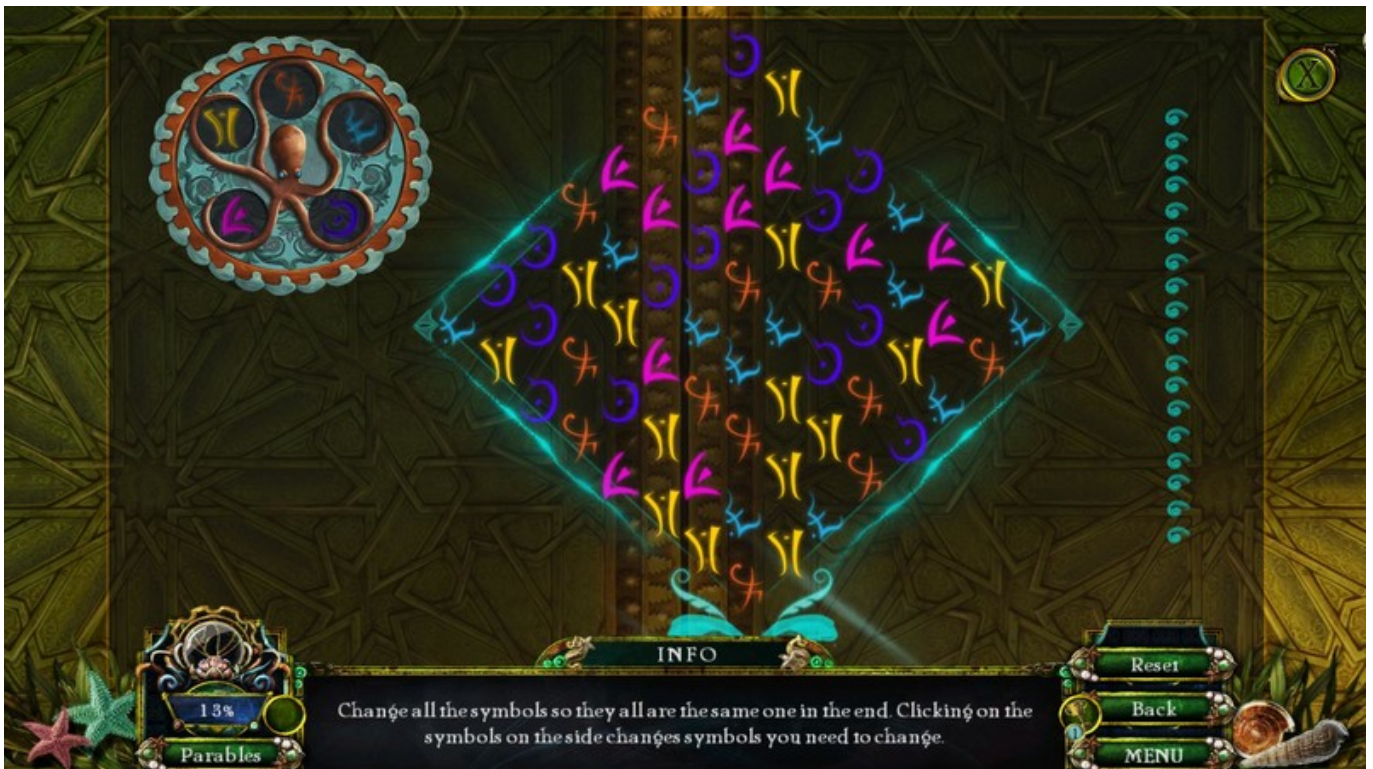 X
INFO
Change all the symbols so they all are the same one in the end. Clicking on the
symbols on the side changes symbols you need to change.
13%
Parables
Reset
Back
MENU